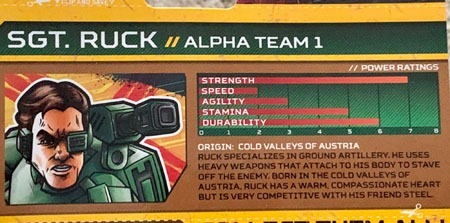 CLIP AND SAVE
SGT. RUCK // ALPHA TEAM 1
// POWER RATINGS
STRENGTH
SPEED
AGILITY
STAMINA
DURABILITY
0 1 2 3 4 5 6 7 8
ORIGIN: COLD VALLEYS OF AUSTRIA
RUCK SPECIALIZES IN GROUND ARTILLERY. HE USES
HEAVY WEAPONS THAT ATTACH TO HIS BODY TO STAVE
OFF THE ENEMY. BORN IN THE COLD VALLEYS OF
AUSTRIA, RUCK HAS A WARM, COMPASSIONATE HEART
BUT IS VERY COMPETITIVE WITH HIS FRIEND STEEL.